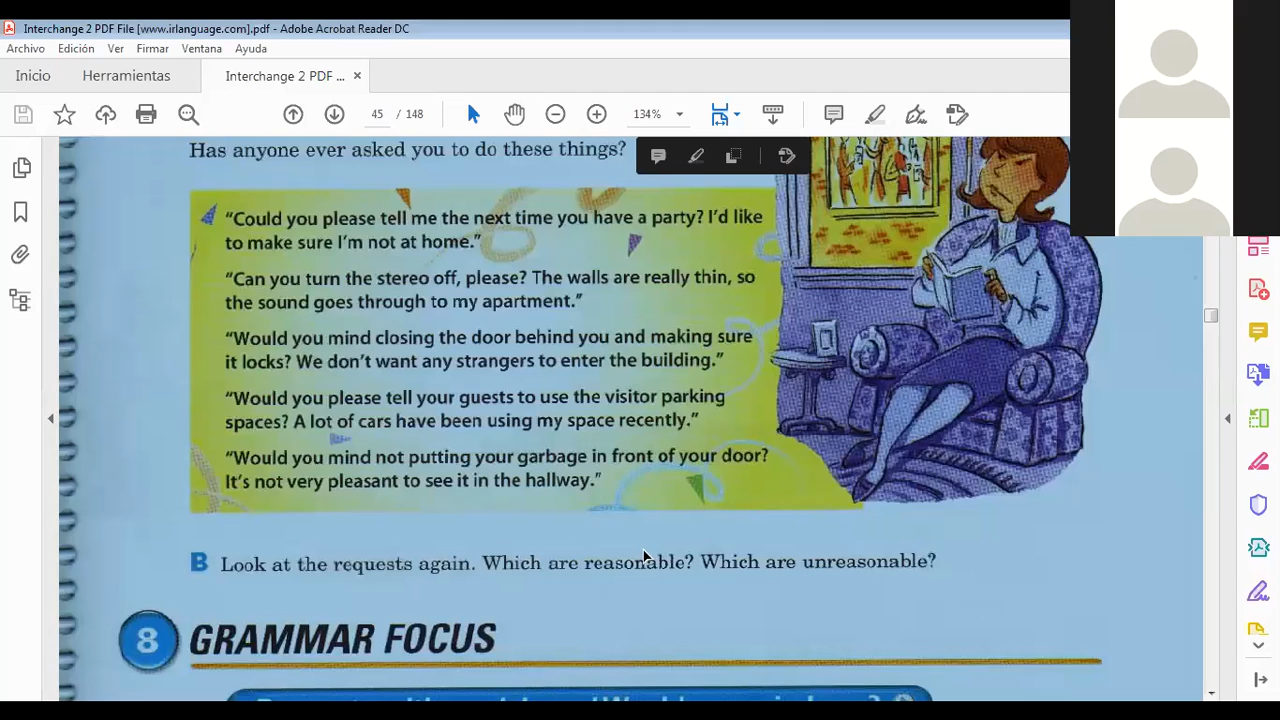 Interchange 2 PDF File [www.irlanguage.com].pdf - Adobe Acrobat Reader DC
Archivo Edición Ver Firmar Ventana Ayuda
Inicio Herramientas Interchange 2 PDF ... ×
45 / 148 134%
Has anyone ever asked you to do these things?
“Could you please tell me the next time you have a party? I’d like
to make sure I’m not at home.”
“Can you turn the stereo off, please? The walls are really thin, so
the sound goes through to my apartment.”
“Would you mind closing the door behind you and making sure
it locks? We don’t want any strangers to enter the building.”
“Would you please tell your guests to use the visitor parking
spaces? A lot of cars have been using my space recently.”
“Would you mind not putting your garbage in front of your door?
It’s not very pleasant to see it in the hallway.”
B Look at the requests again. Which are reasonable? Which are unreasonable?
8 GRAMMAR FOCUS